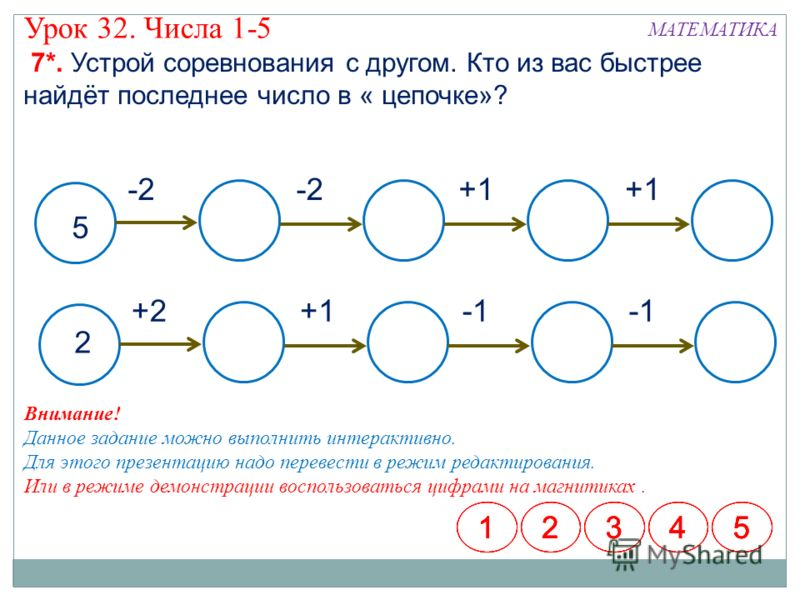 Урок 32. Числа 1-5
МАТЕМАТИКА
7*. Устрой соревнования с другом. Кто из вас быстрее
найдёт последнее число в « цепочке»?
-2 -2 +1 +1
5
+2 +1 -1 -1
2
Внимание!
Данное задание можно выполнить интерактивно.
Для этого презентацию надо перевести в режим редактирования.
Или в режиме демонстрации воспользоваться цифрами на магнитиках .
1 2 3 4 5
MyShared